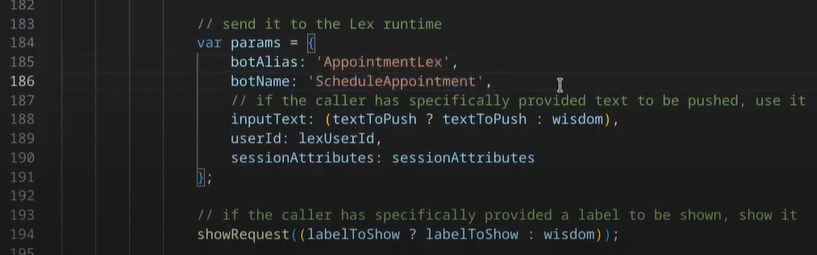 182
183 // send it to the Lex runtime
184 var params = {
185 botAlias: 'AppointmentLex',
186 botName: 'ScheduleAppointment',
187 // if the caller has specifically provided text to be pushed, use it
188 inputText: (textToPush ? textToPush : wisdom),
189 userId: lexUserId,
190 sessionAttributes: sessionAttributes
191 };
192
193 // if the caller has specifically provided a label to be shown, show it
194 showRequest((labelToShow ? labelToShow : wisdom));
195